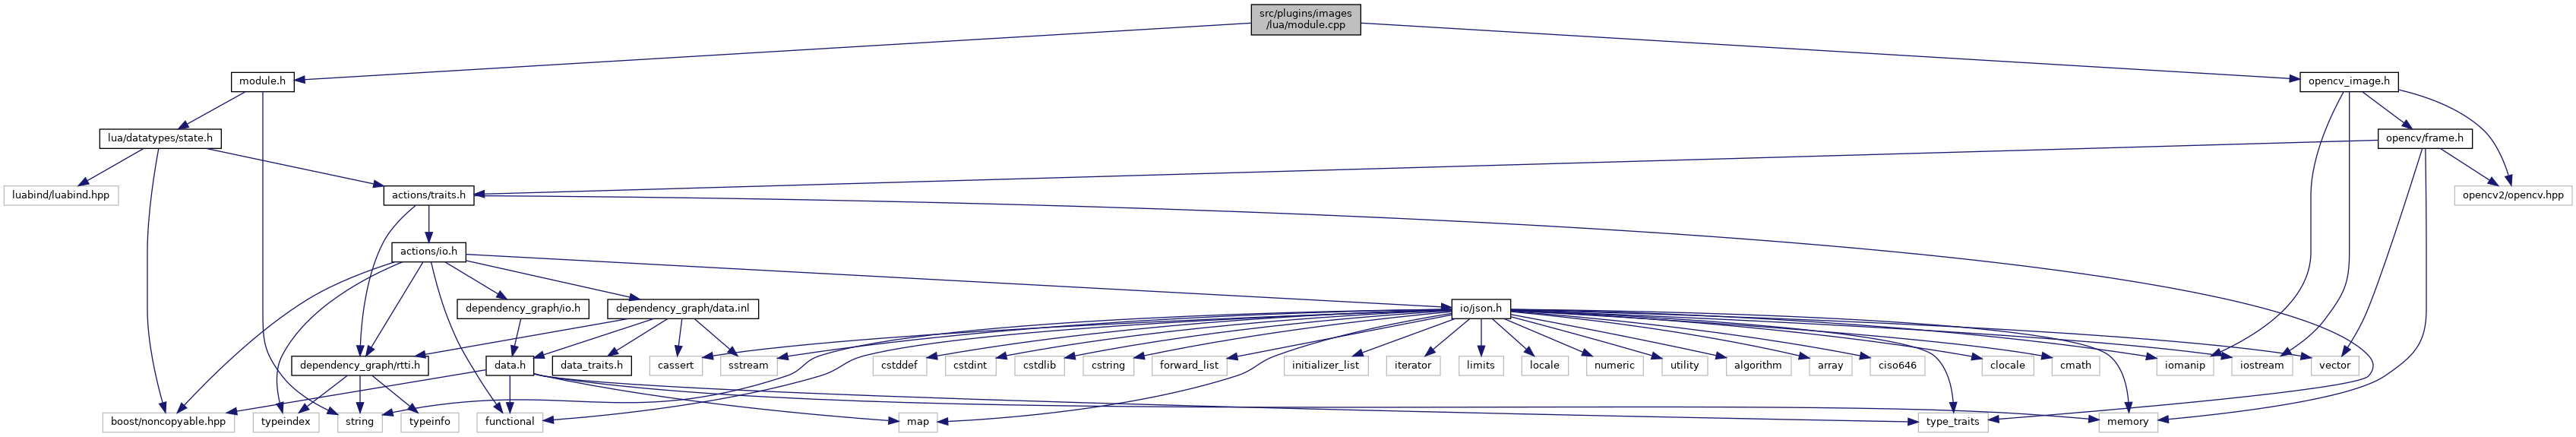 src/plugins/images
/lua/module.cpp
module.h
opencv_image.h
lua/datatypes/state.h
opencv/frame.h
luabind/luabind.hpp
actions/traits.h
opencv2/opencv.hpp
actions/io.h
dependency_graph/io.h
dependency_graph/data.inl
io/json.h
dependency_graph/rtti.h
data.h
data_traits.h
cassert
sstream
cstddef
cstdint
cstdlib
cstring
forward_list
initializer_list
iterator
limits
locale
numeric
utility
algorithm
array
ciso646
clocale
cmath
iomanip
iostream
vector
boost/noncopyable.hpp
typeindex
string
typeinfo
functional
map
type_traits
memory